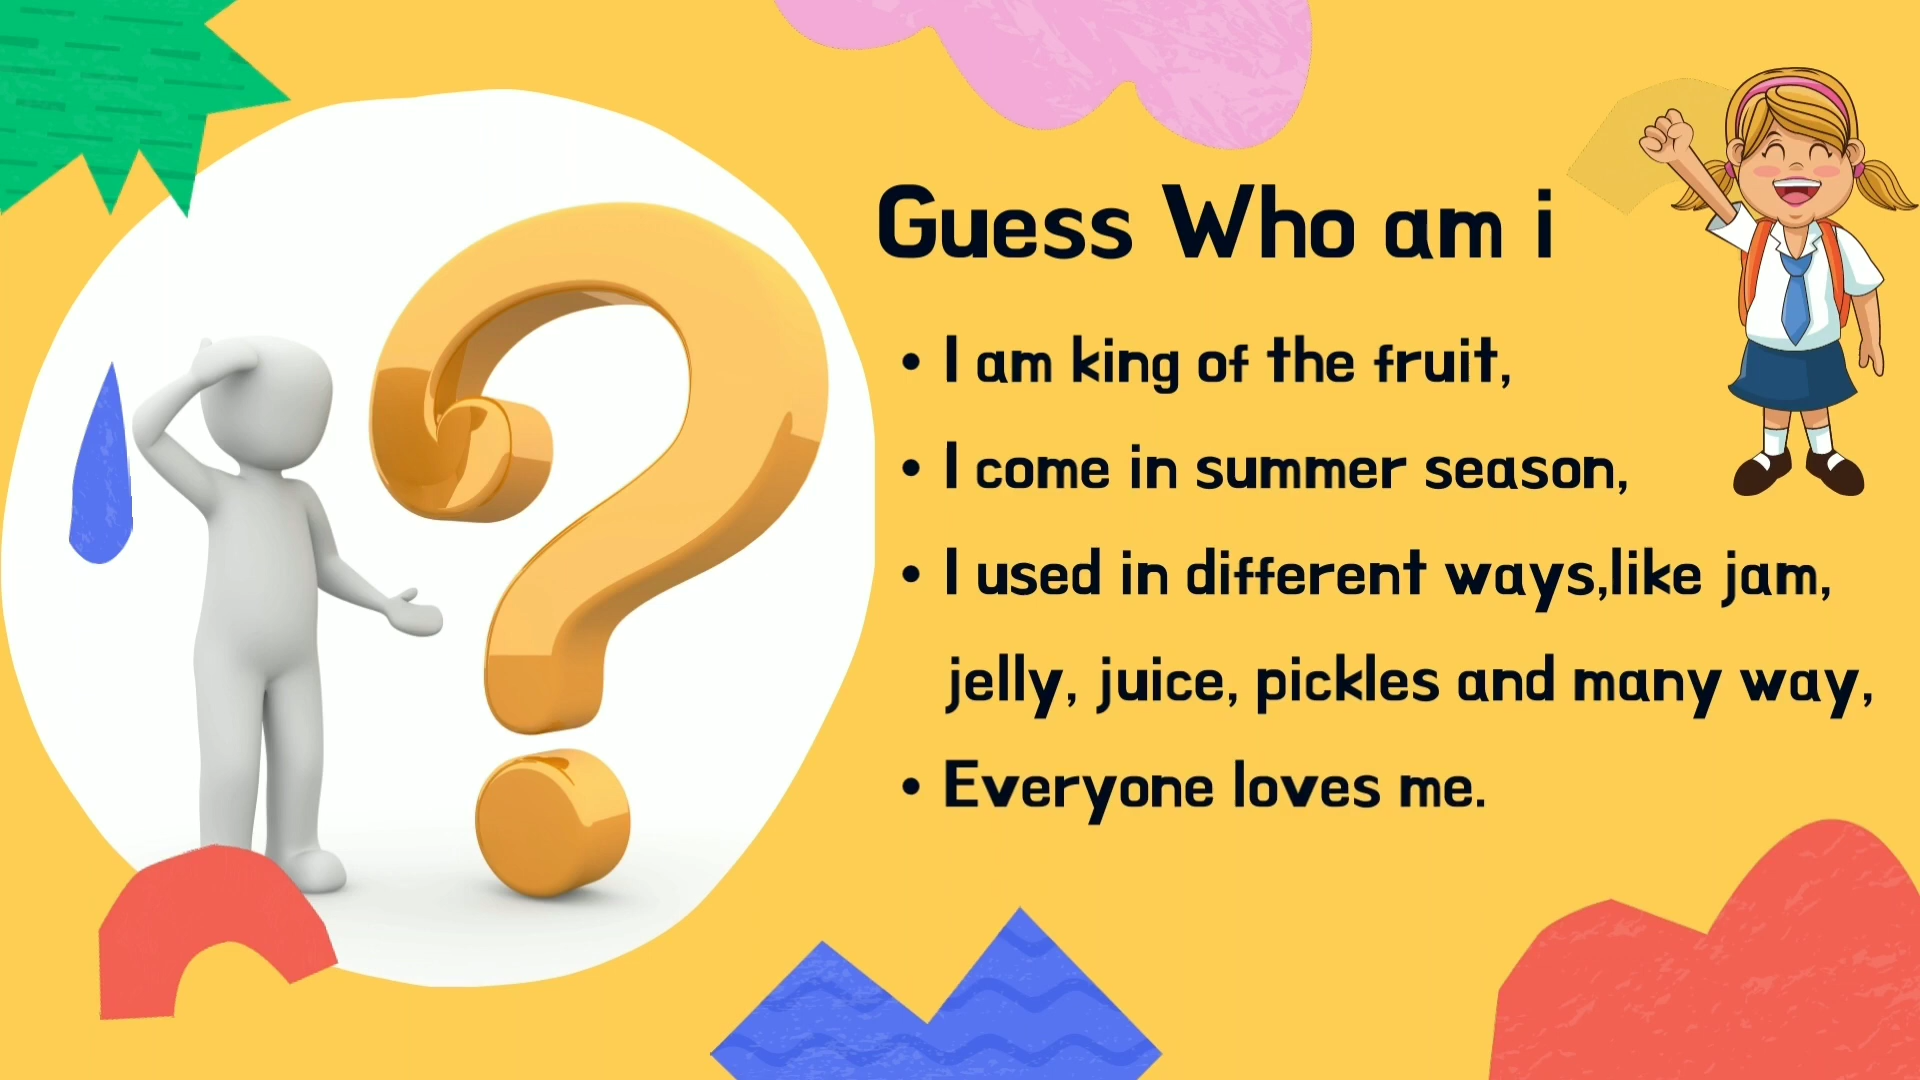 Guess Who am i
• I am king of the fruit,
• I come in summer season,
• I used in different ways,like jam,
jelly, juice, pickles and many way,
• Everyone loves me.